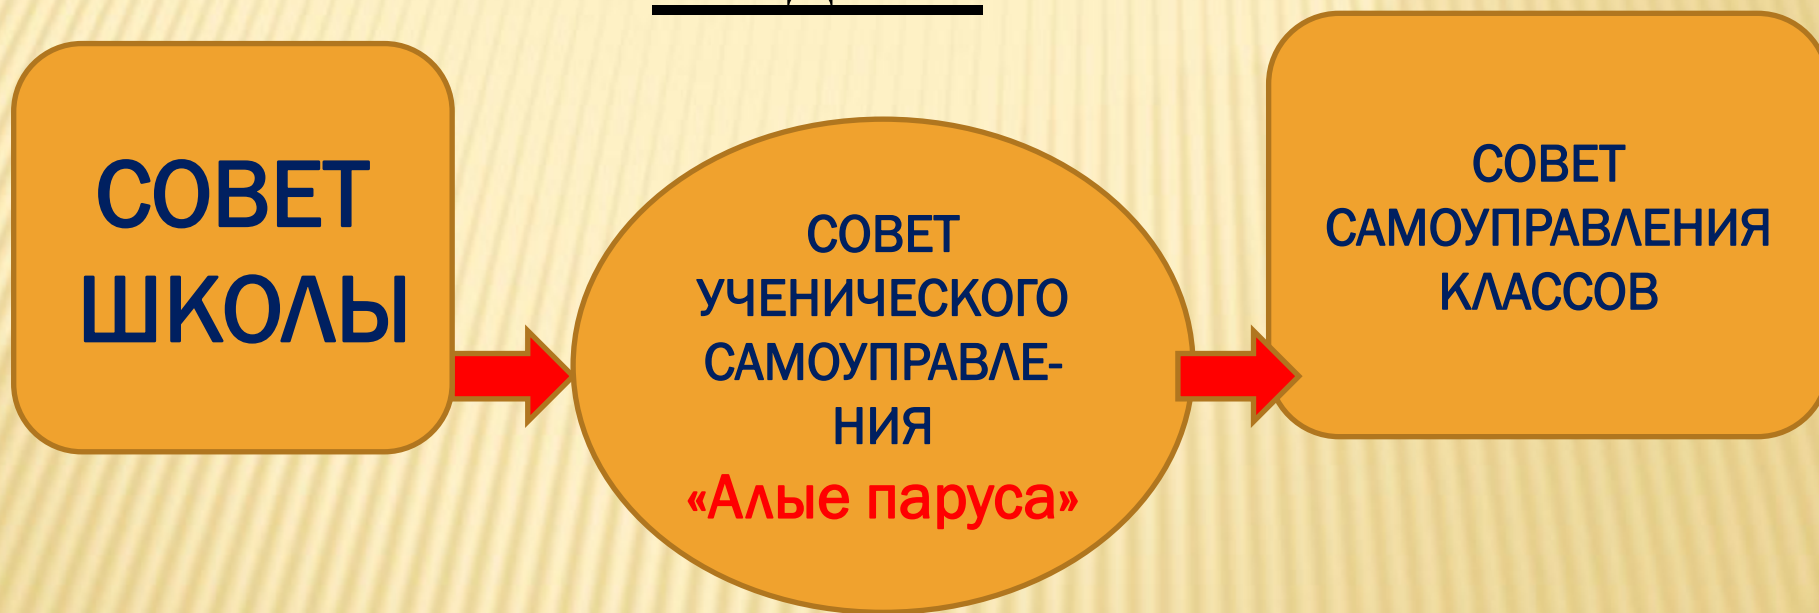 СОВЕТ
ШКОЛЫ
СОВЕТ
УЧЕНИЧЕСКОГО
САМОУПРАВЛЕ-
НИЯ
«Алые паруса»
СОВЕТ
САМОУПРАВЛЕНИЯ
КЛАССОВ